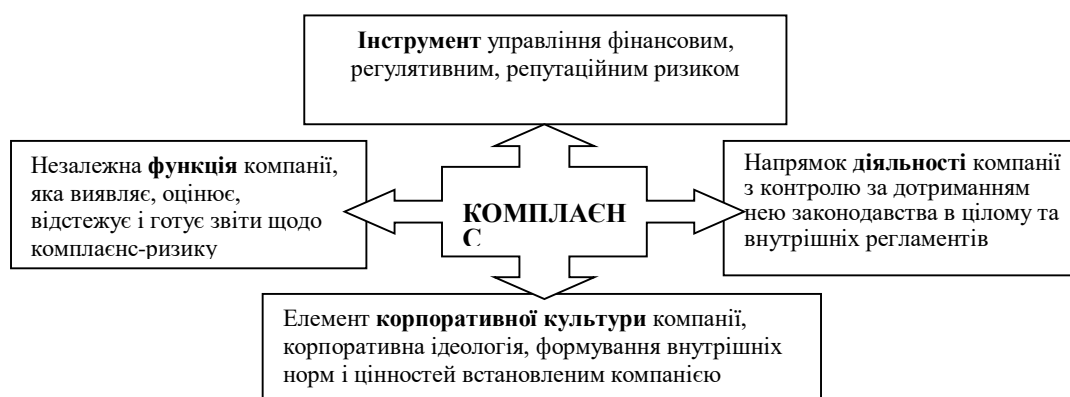 Інструмент управління фінансовим,
регулятивним, репутаційним ризиком
Незалежна функція компанії,
яка виявляє, оцінює,
відстежує і готує звіти щодо
комплаєнс-ризику
КОМПЛАЄН
С
Напрямок діяльності компанії
з контролю за дотриманням
нею законодавства в цілому та
внутрішніх регламентів
Елемент корпоративної культури компанії,
корпоративна ідеологія, формування внутрішніх
норм і цінностей встановленим компанією